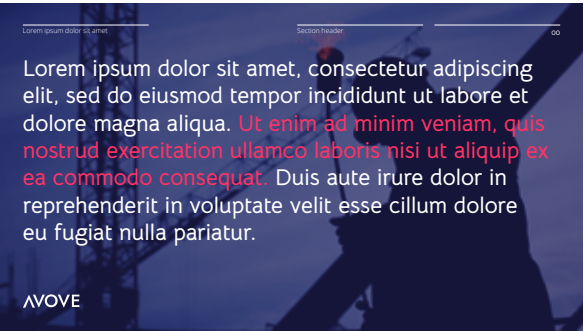 Lorem ipsum dolor sit amet
Section header
00
Lorem ipsum dolor sit amet, consectetur adipiscing
elit, sed do eiusmod tempor incididunt ut labore et
dolore magna aliqua. Ut enim ad minim veniam, quis
nostrud exercitation ullamco laboris nisi ut aliquip ex
ea commodo consequat. Duis aute irure dolor in
reprehenderit in voluptate velit esse cillum dolore
eu fugiat nulla pariatur.
AVOVE